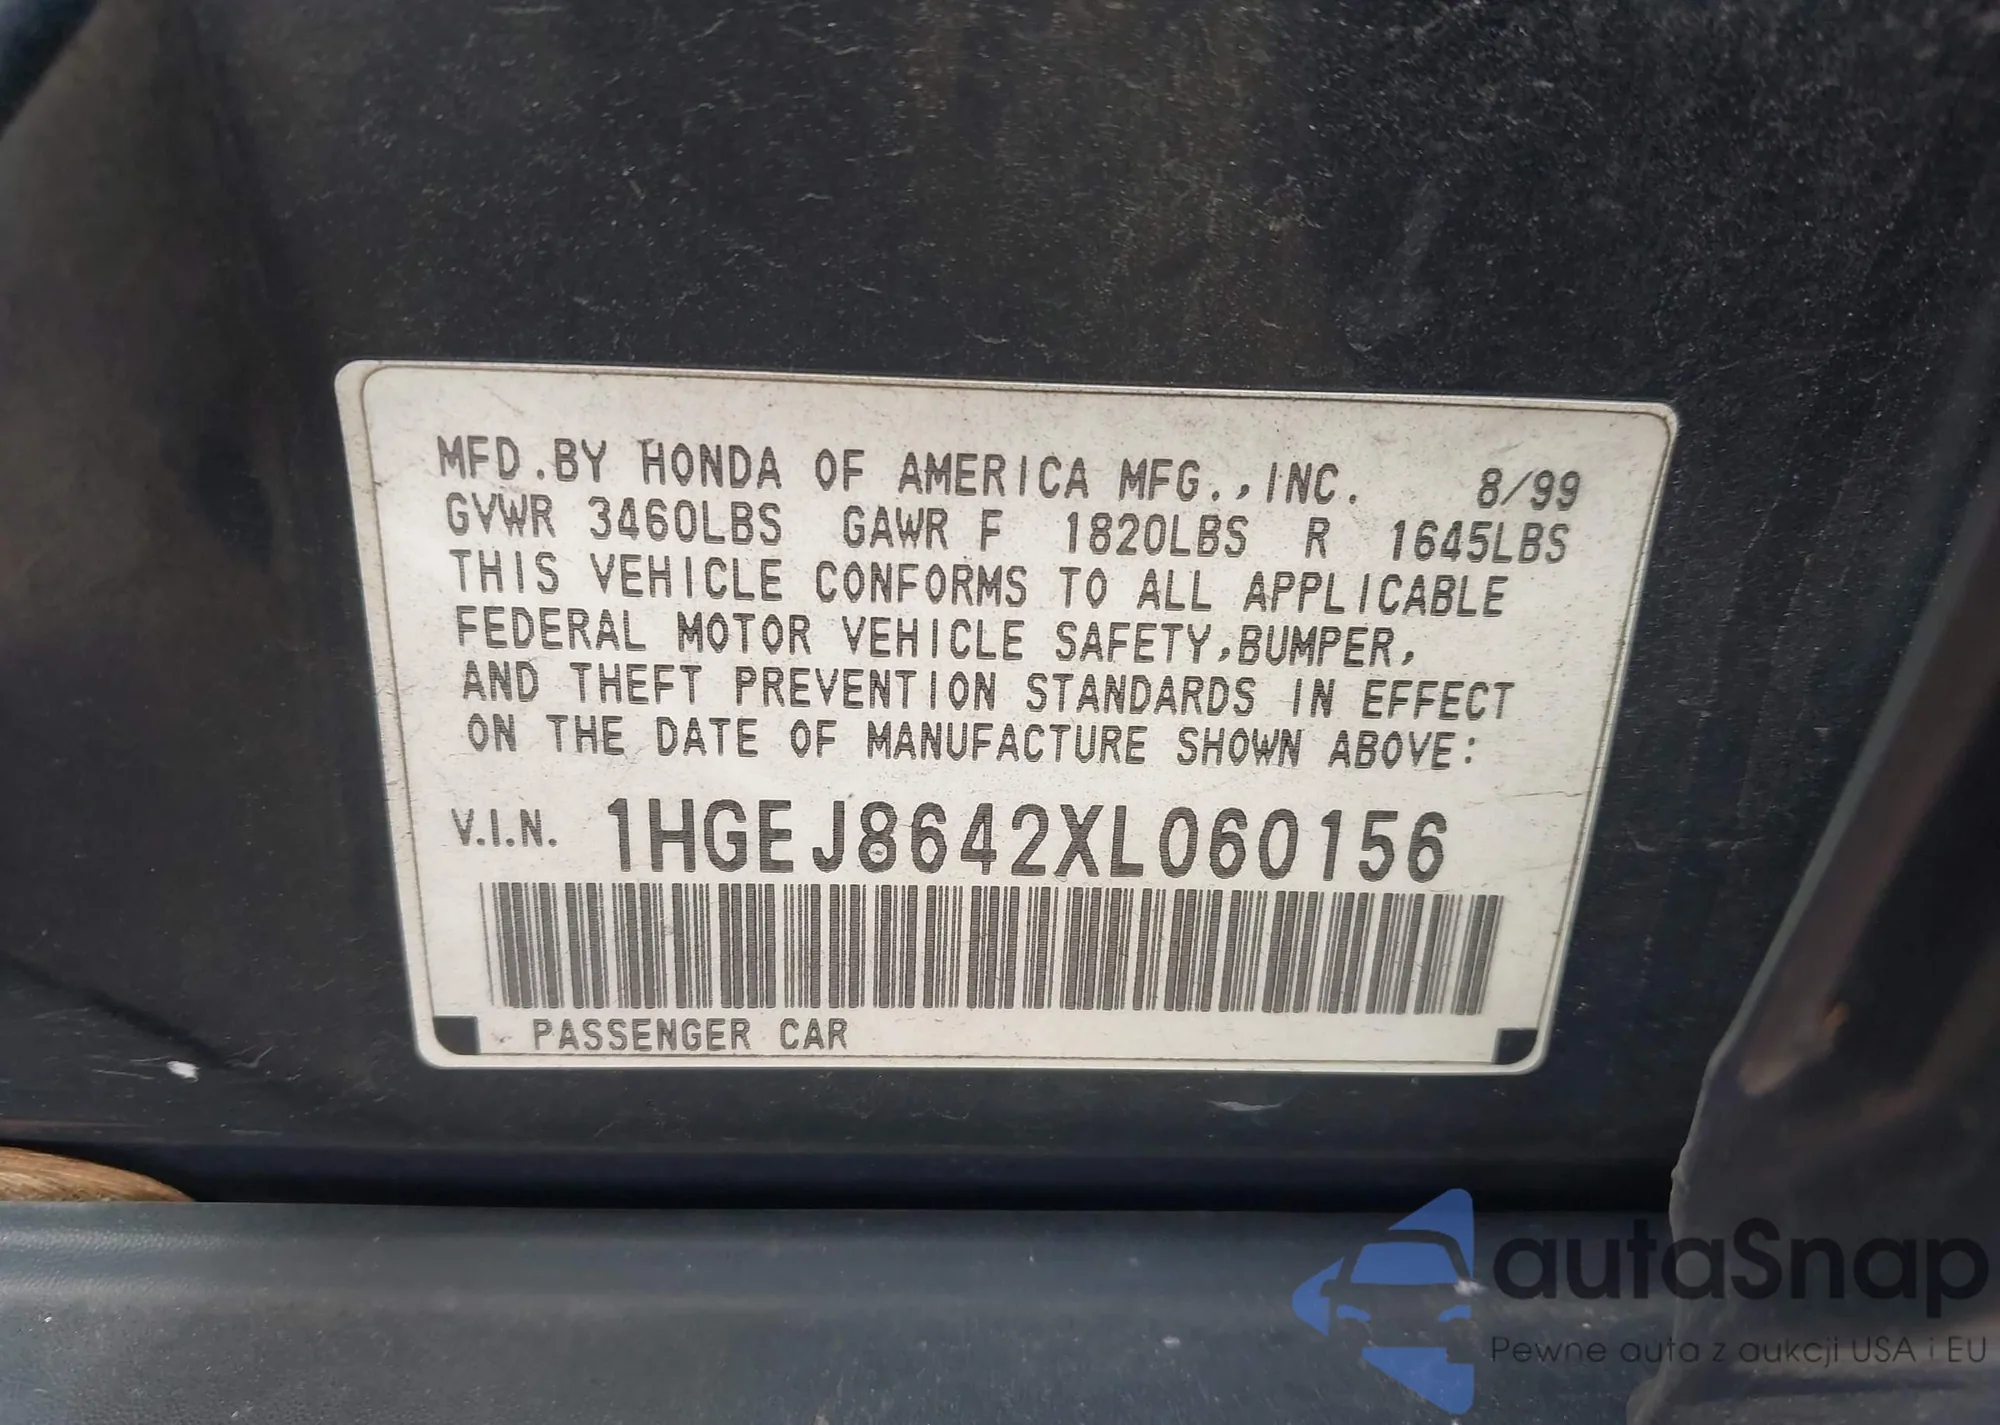 MFD.BY HONDA OF AMERICA MFG.,INC. 8/99
GVWR 3460LBS GAWR F 1820LBS R 1645LBS
THIS VEHICLE CONFORMS TO ALL APPLICABLE
FEDERAL MOTOR VEHICLE SAFETY,BUMPER,
AND THEFT PREVENTION STANDARDS IN EFFECT
ON THE DATE OF MANUFACTURE SHOWN ABOVE:
V.I.N. 1HGEJ8642XL060156
PASSENGER CAR
autaSnap
Pewne auta z aukcji USA i EU